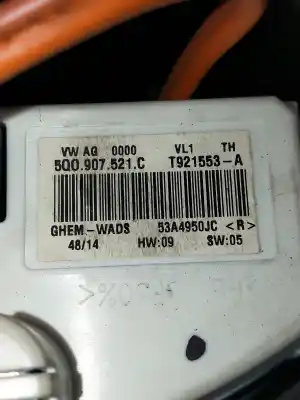 VW AG 0000 VL1 TH
5Q0.907.521.C T921553-A
GHEM-WADS 53A4950JC <R>
48/14 HW:09 SW:05